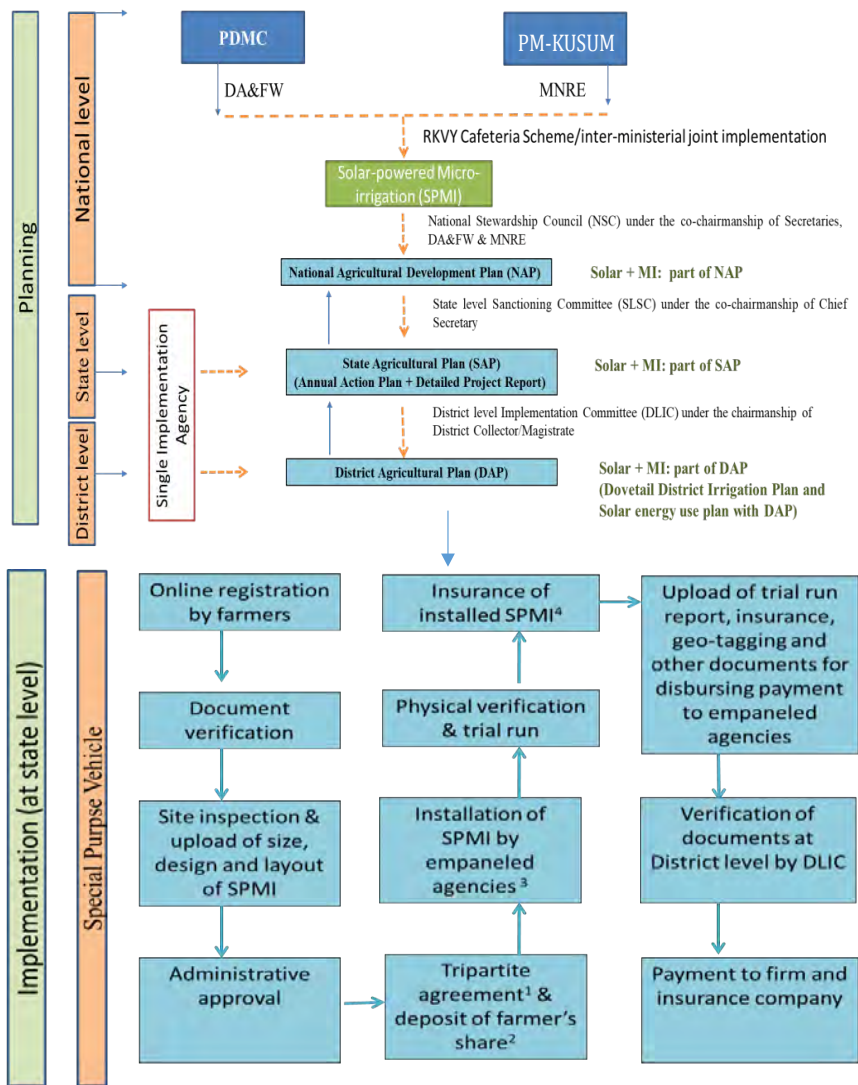 Planning
National level
State level
District level
Single Implementation
Agency
PDMC
PM-KUSUM
DA&FW
MNRE
RKVY Cafeteria Scheme/inter-ministerial joint implementation
Solar-powered Micro-
irrigation (SPMI)
National Stewardship Council (NSC) under the co-chairmanship of Secretaries,
DA&FW & MNRE
National Agricultural Development Plan (NAP)
Solar + MI: part of NAP
State level Sanctioning Committee (SLSC) under the co-chairmanship of Chief
Secretary
State Agricultural Plan (SAP)
(Annual Action Plan + Detailed Project Report)
Solar + MI: part of SAP
District level Implementation Committee (DLIC) under the chairmanship of
District Collector/Magistrate
District Agricultural Plan (DAP)
Solar + MI: part of DAP
(Dovetail District Irrigation Plan and
Solar energy use plan with DAP)
Implementation (at state level)
Special Purpse Vehicle
Online registration
by farmers
Document
verification
Site inspection &
upload of size,
design and layout
of SPMI
Administrative
approval
Tripartite
agreement¹ &
deposit of farmer's
share²
Installation of
SPMI by
empaneled
agencies ³
Physical verification
& trial run
Insurance of
installed SPMI⁴
Upload of trial run
report, insurance,
geo-tagging and
other documents for
disbursing payment
to empaneled
agencies
Verification of
documents at
District level by DLIC
Payment to firm and
insurance company